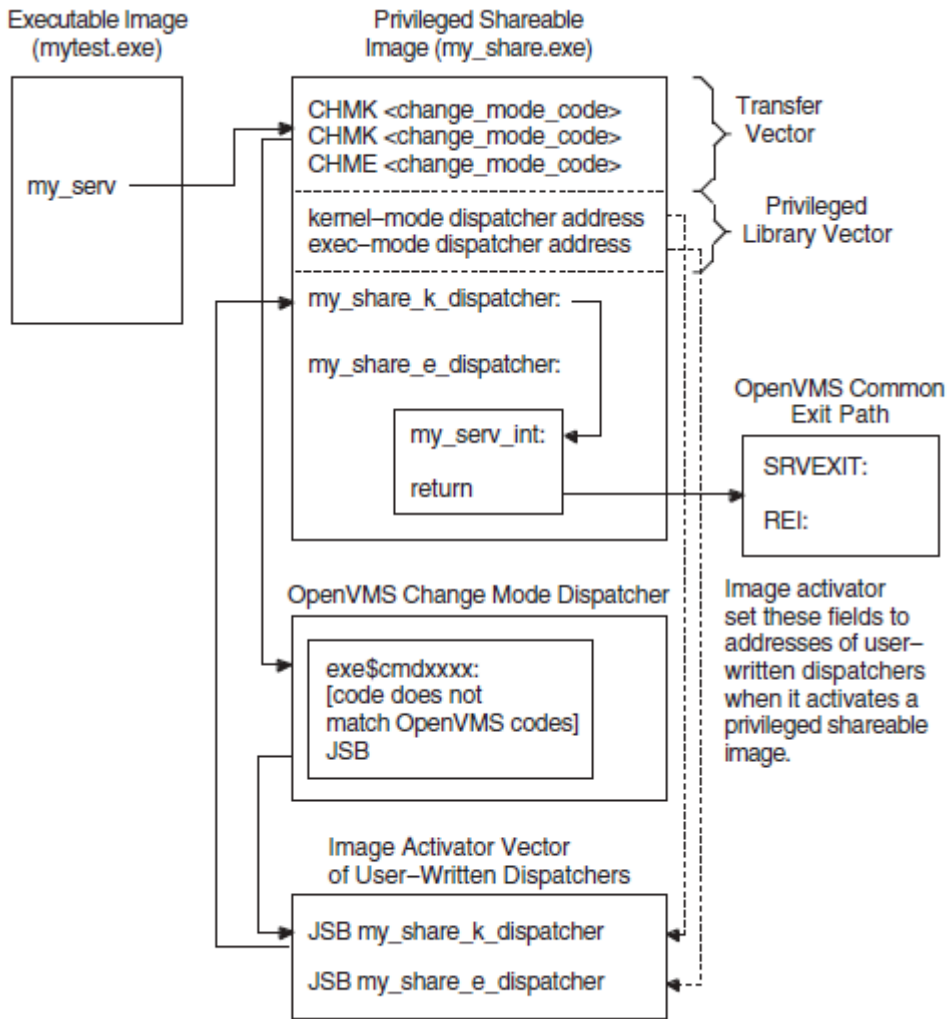 Executable Image
(mytest.exe)
my_serv
Privileged Shareable
Image (my_share.exe)
CHMK <change_mode_code>
CHMK <change_mode_code>
CHME <change_mode_code>
Transfer
Vector
kernel–mode dispatcher address
exec–mode dispatcher address
Privileged
Library Vector
my_share_k_dispatcher:
my_share_e_dispatcher:
my_serv_int:
return
OpenVMS Common
Exit Path
SRVEXIT:
REI:
Image activator
set these fields to
addresses of user–
written dispatchers
when it activates a
privileged shareable
image.
OpenVMS Change Mode Dispatcher
exe$cmdxxxx:
[code does not
match OpenVMS codes]
JSB
Image Activator Vector
of User–Written Dispatchers
JSB my_share_k_dispatcher
JSB my_share_e_dispatcher